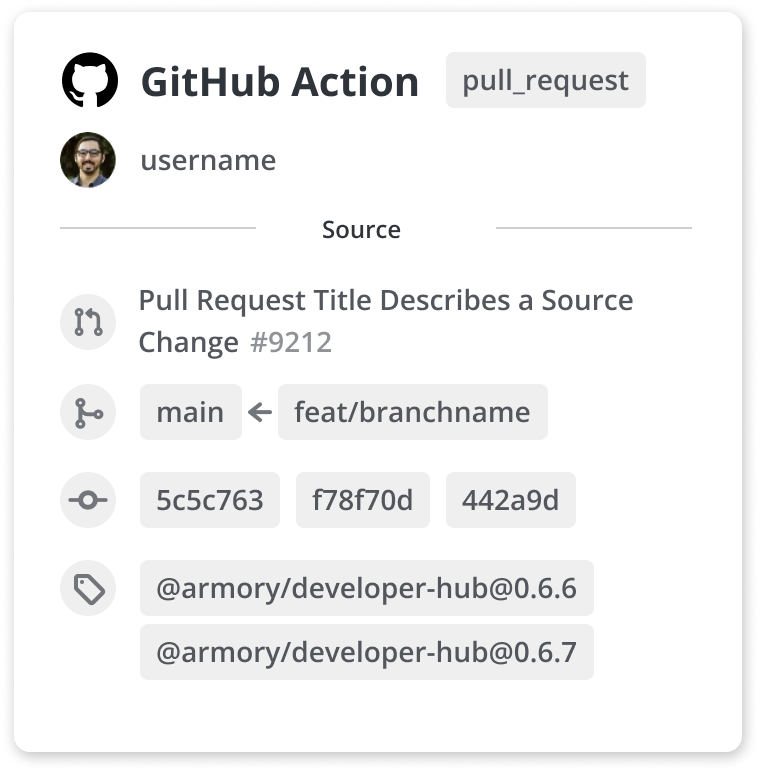 GitHub Action pull_request
username
Source
Pull Request Title Describes a Source
Change #9212
main feat/branchname
5c5c763 f78f70d 442a9d
@armory/developer-hub@0.6.6
@armory/developer-hub@0.6.7